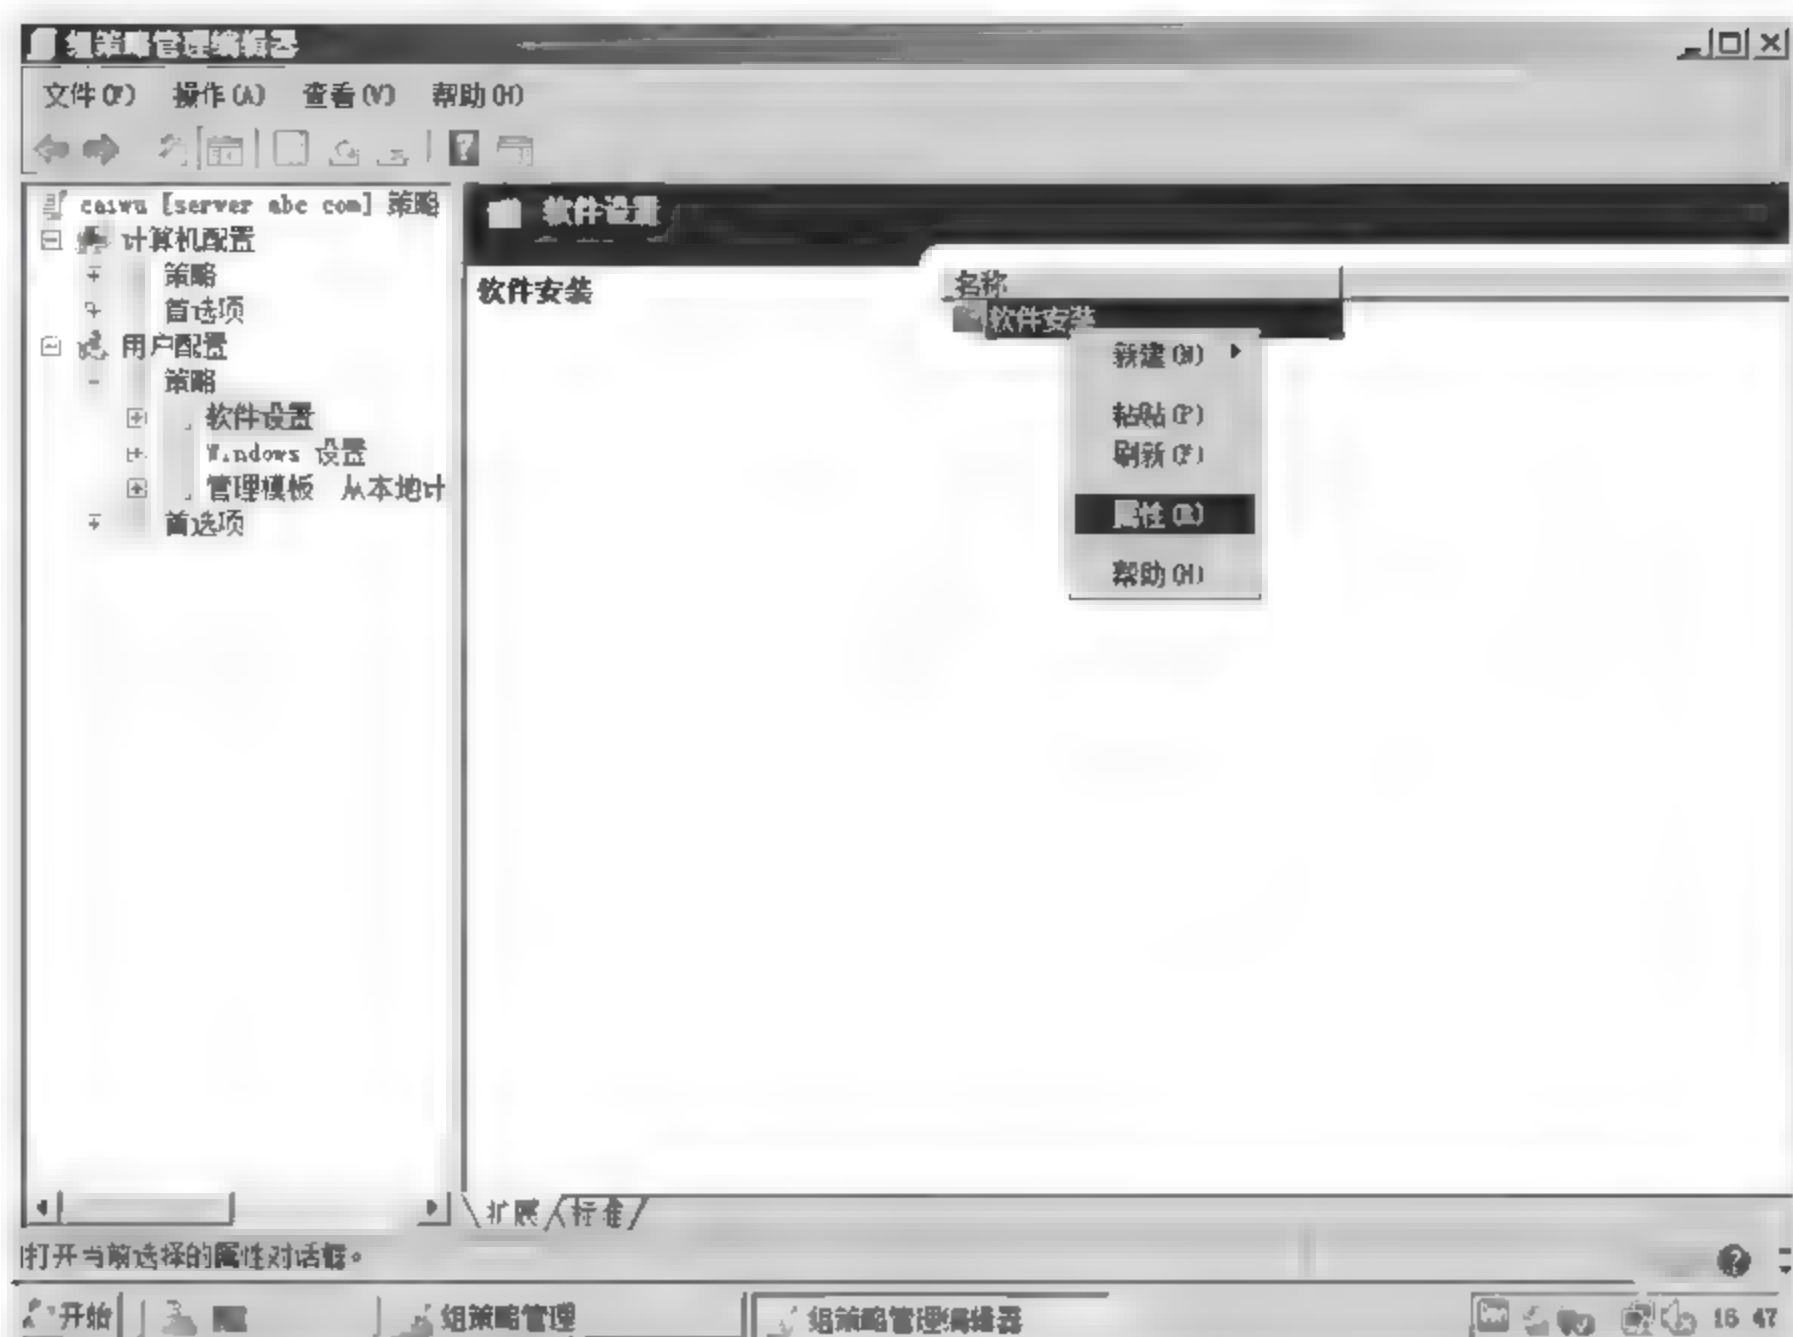 组策略管理编辑器
文件(F) 操作(A) 查看(V) 帮助(H)
caiwu [server abc com] 策略
计算机配置
策略
首选项
用户配置
策略
软件设置
Windows 设置
管理模板 从本地计
首选项
软件设置
软件安装
名称
软件安装
新建(N)
粘贴(P)
刷新(F)
属性(R)
帮助(H)
扩展 标准
打开当前选择的属性对话框。
开始
组策略管理
组策略管理编辑器
16 47